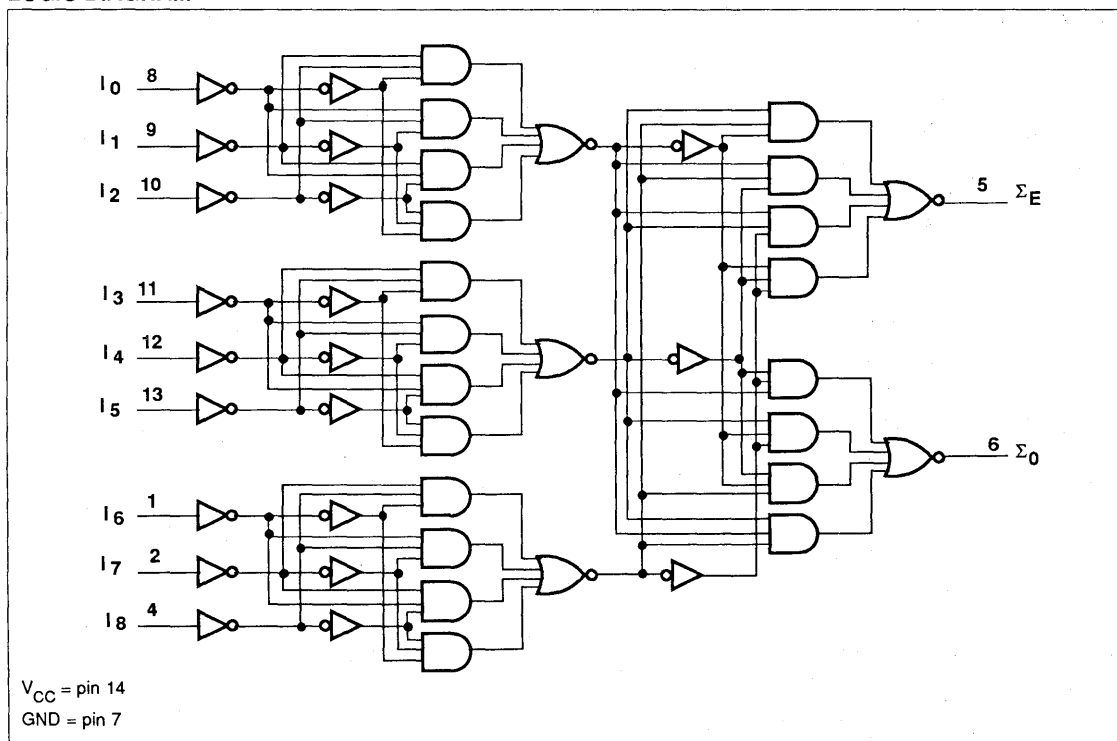 I0 8
I1 9
I2 10
I3 11
I4 12
I5 13
I6 1
I7 2
I8 4
5 ΣE
6 ΣO
VCC = pin 14
GND = pin 7